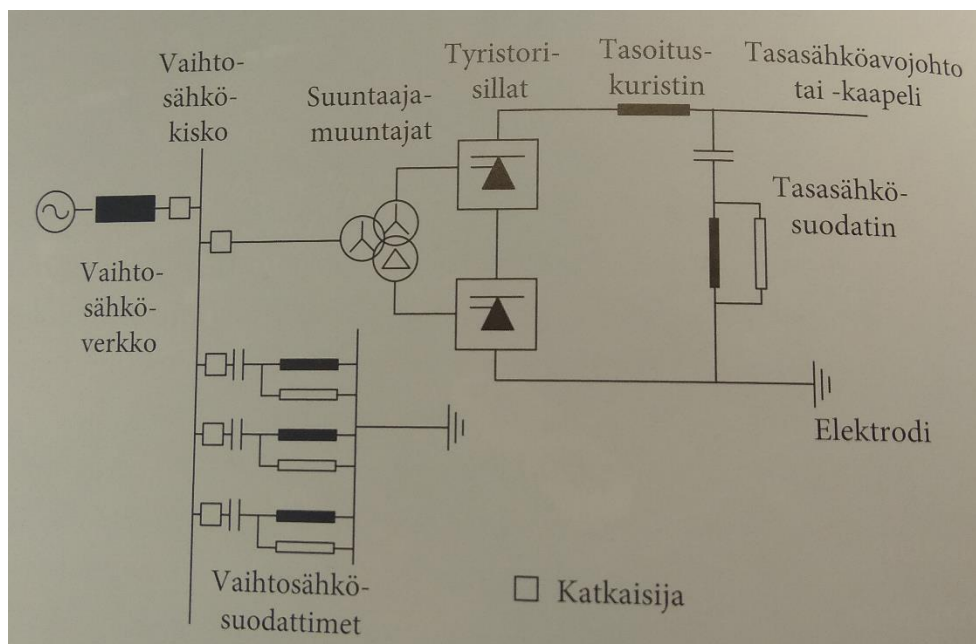 Vaihto-
sähkö-
kisko
Suuntaaja-
muuntajat
Tyristori-
sillat
Tasoitus-
kuristin
Tasasähköavojohto
tai -kaapeli
Tasasähkö-
suodatin
Vaihto-
sähkö-
verkko
Elektrodi
Vaihtosähkö-
suodattimet
Katkaisija